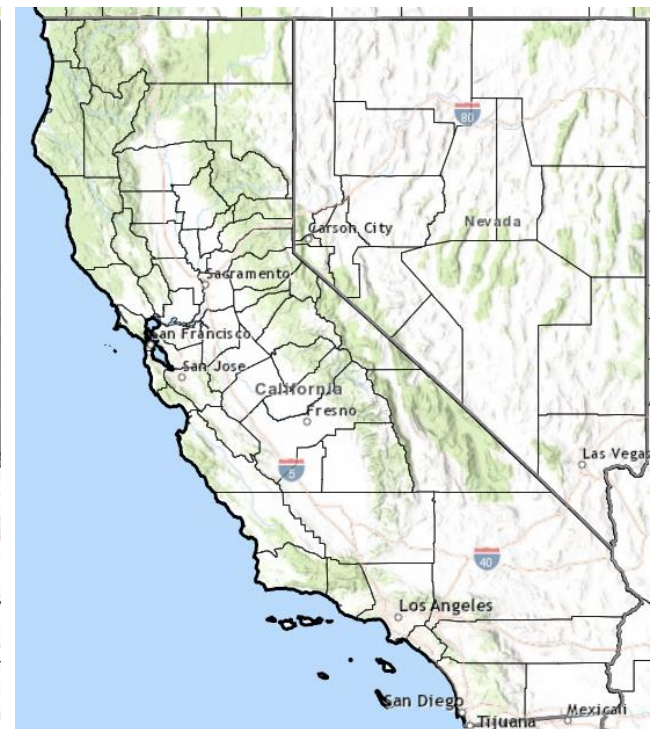 80
Nevada
Carson City
Sacramento
San Francisco
San Jose
California
Fresno
Las Vegas
5
40
Los Angeles
San Diego
Mexicali
Tijuana